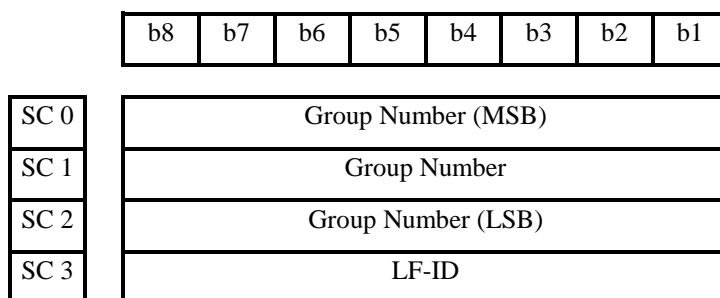 b8 b7 b6 b5 b4 b3 b2 b1
SC 0 Group Number (MSB)
SC 1 Group Number
SC 2 Group Number (LSB)
SC 3 LF-ID